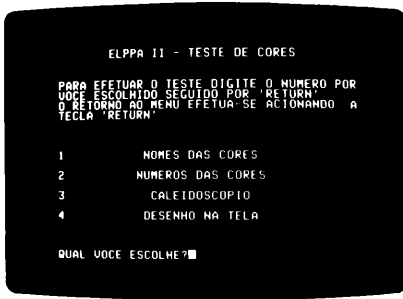 ELPPA II - TESTE DE CORES
PARA EFETUAR O TESTE DIGITE O NUMERO POR
VOCE ESCOLHIDO SEGUIDO POR 'RETURN'
O RETORNO AO MENU EFETUA-SE ACIONANDO A
TECLA 'RETURN'
1 NOMES DAS CORES
2 NUMEROS DAS CORES
3 CALEIDOSCOPIO
4 DESENHO NA TELA
QUAL VOCE ESCOLHE?